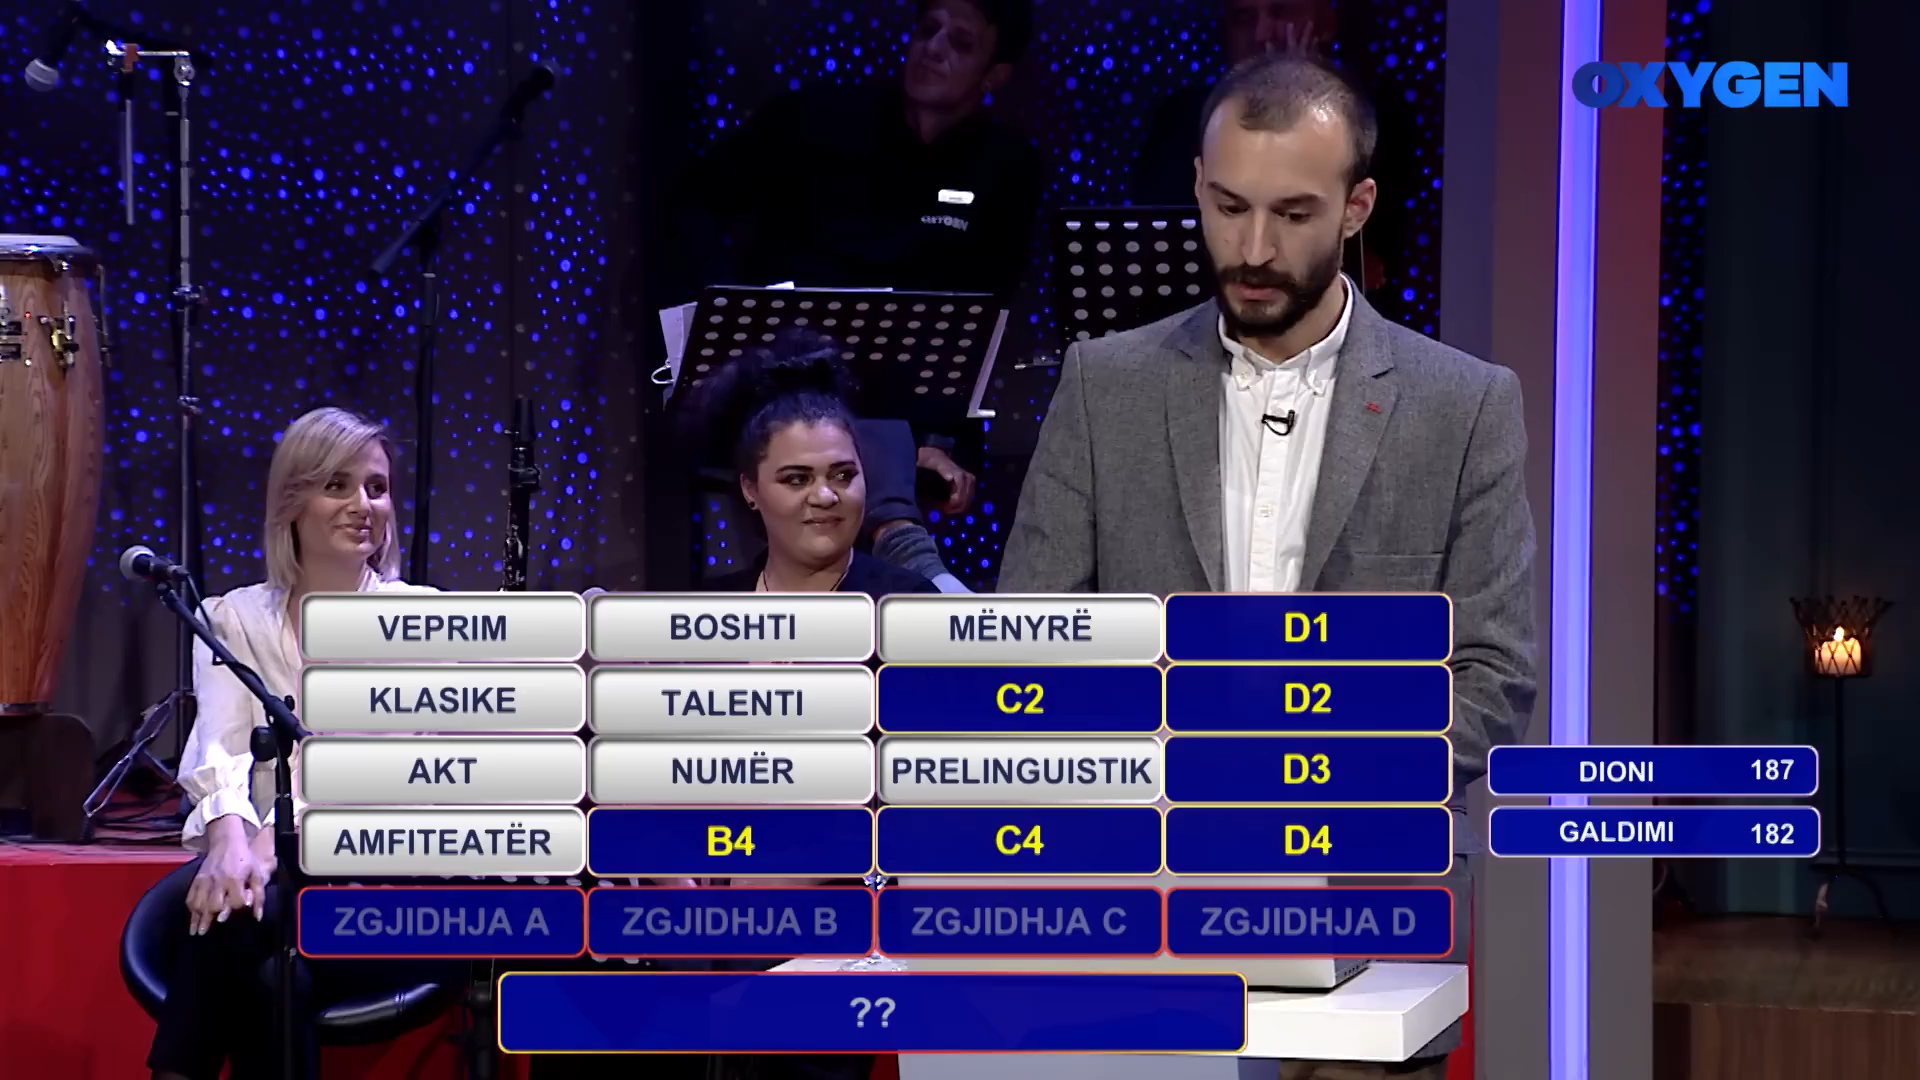 OXYGEN
OXYGEN
VEPRIM BOSHTI MËNYRË D1
KLASIKE TALENTI C2 D2
AKT NUMËR PRELINGUISTIK D3
AMFITEATËR B4 C4 D4
ZGJIDHJA A ZGJIDHJA B ZGJIDHJA C ZGJIDHJA D
??
DIONI 187
GALDIMI 182